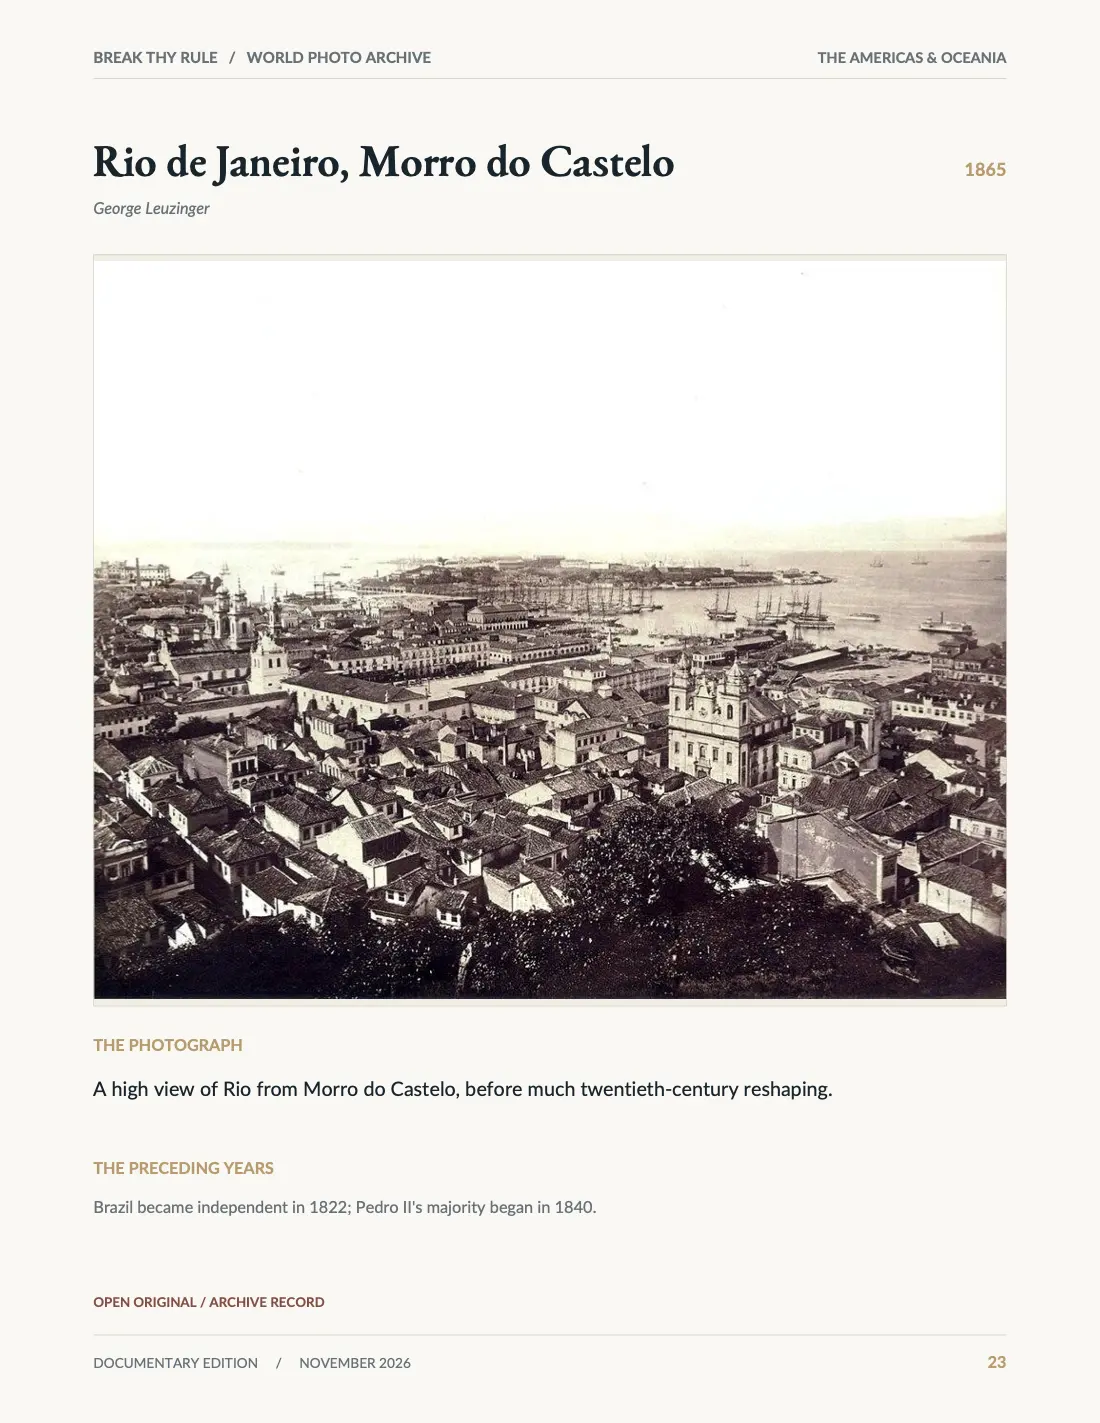 BREAK THY RULE / WORLD PHOTO ARCHIVE
THE AMERICAS & OCEANIA
Rio de Janeiro, Morro do Castelo
1865
George Leuzinger
THE PHOTOGRAPH
A high view of Rio from Morro do Castelo, before much twentieth-century reshaping.
THE PRECEDING YEARS
Brazil became independent in 1822; Pedro II's majority began in 1840.
OPEN ORIGINAL / ARCHIVE RECORD
DOCUMENTARY EDITION / NOVEMBER 2026
23